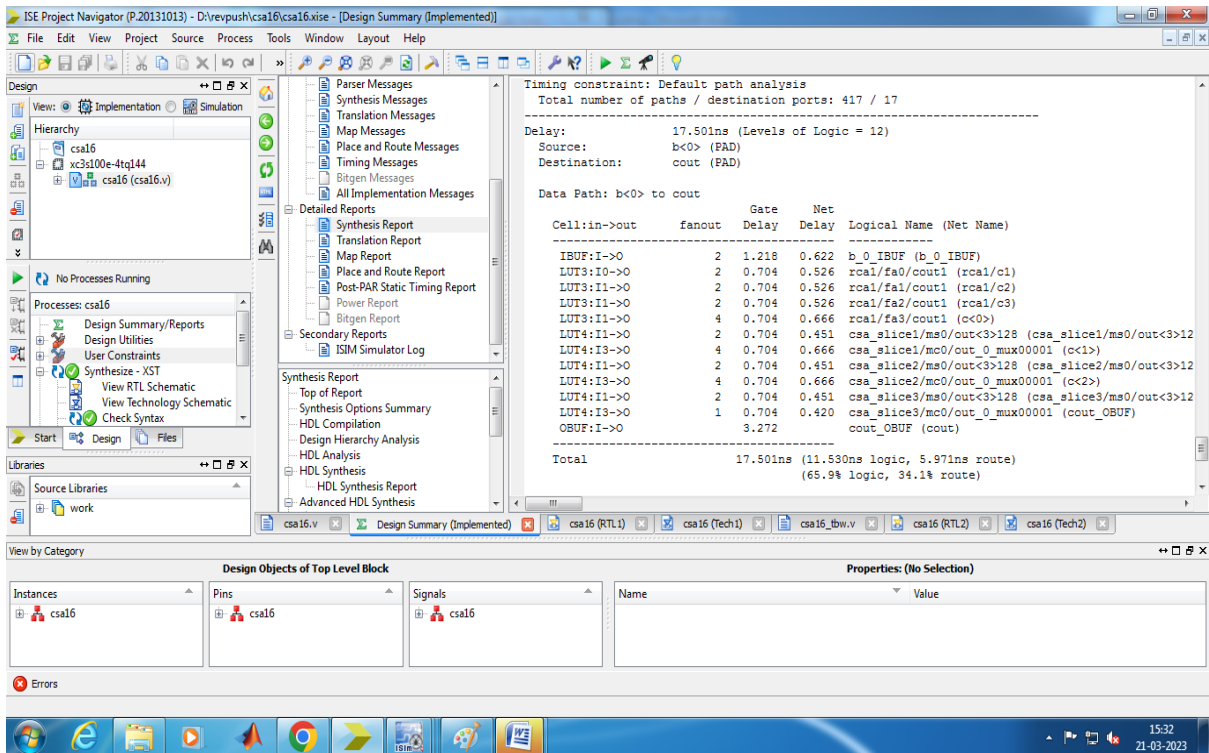 ISE Project Navigator (P.20131013) - D:\revpush\csa16\csa16.xise - [Design Summary (Implemented)]
File Edit View Project Source Process Tools Window Layout Help
Design
View: Implementation Simulation
Hierarchy
csa16
xc3s100e-4tq144
csa16 (csa16.v)
No Processes Running
Processes: csa16
Design Summary/Reports
Design Utilities
User Constraints
Synthesize - XST
View RTL Schematic
View Technology Schematic
Check Syntax
Start Design Files
Libraries
Source Libraries
work
Parser Messages
Synthesis Messages
Translation Messages
Map Messages
Place and Route Messages
Timing Messages
Bitgen Messages
All Implementation Messages
Detailed Reports
Synthesis Report
Translation Report
Map Report
Place and Route Report
Post-PAR Static Timing Report
Power Report
Bitgen Report
Secondary Reports
ISIM Simulator Log
Synthesis Report
Top of Report
Synthesis Options Summary
HDL Compilation
Design Hierarchy Analysis
HDL Analysis
HDL Synthesis
HDL Synthesis Report
Advanced HDL Synthesis
Timing constraint: Default path analysis
Total number of paths / destination ports: 417 / 17
Delay: 17.501ns (Levels of Logic = 12)
Source: b<0> (PAD)
Destination: cout (PAD)
Data Path: b<0> to cout
Gate Net
Cell:in->out fanout Delay Delay Logical Name (Net Name)
IBUF:I->O 2 1.218 0.622 b_0_IBUF (b_0_IBUF)
LUT3:I0->O 2 0.704 0.526 rca1/fa0/cout1 (rca1/c1)
LUT3:I1->O 2 0.704 0.526 rca1/fa1/cout1 (rca1/c2)
LUT3:I1->O 2 0.704 0.526 rca1/fa2/cout1 (rca1/c3)
LUT3:I1->O 4 0.704 0.666 rca1/fa3/cout1 (c<0>)
LUT4:I1->O 2 0.704 0.451 csa_slice1/ms0/out<3>128 (csa_slice1/ms0/out<3>12
LUT4:I3->O 4 0.704 0.666 csa_slice1/mc0/out_0_mux00001 (c<1>)
LUT4:I1->O 2 0.704 0.451 csa_slice2/ms0/out<3>128 (csa_slice2/ms0/out<3>12
LUT4:I3->O 4 0.704 0.666 csa_slice2/mc0/out_0_mux00001 (c<2>)
LUT4:I1->O 2 0.704 0.451 csa_slice3/ms0/out<3>128 (csa_slice3/ms0/out<3>12
LUT4:I3->O 1 0.704 0.420 csa_slice3/mc0/out_0_mux00001 (cout_OBUF)
OBUF:I->O 3.272 cout_OBUF (cout)
Total 17.501ns (11.530ns logic, 5.971ns route)
(65.9% logic, 34.1% route)
csa16.v Design Summary (Implemented) csa16 (RTL1) csa16 (Tech1) csa16_tbw.v csa16 (RTL2) csa16 (Tech2)
View by Category
Design Objects of Top Level Block
Properties: (No Selection)
Instances Pins Signals Name Value
csa16 csa16 csa16
Errors
ISim
15:32
21-03-2023